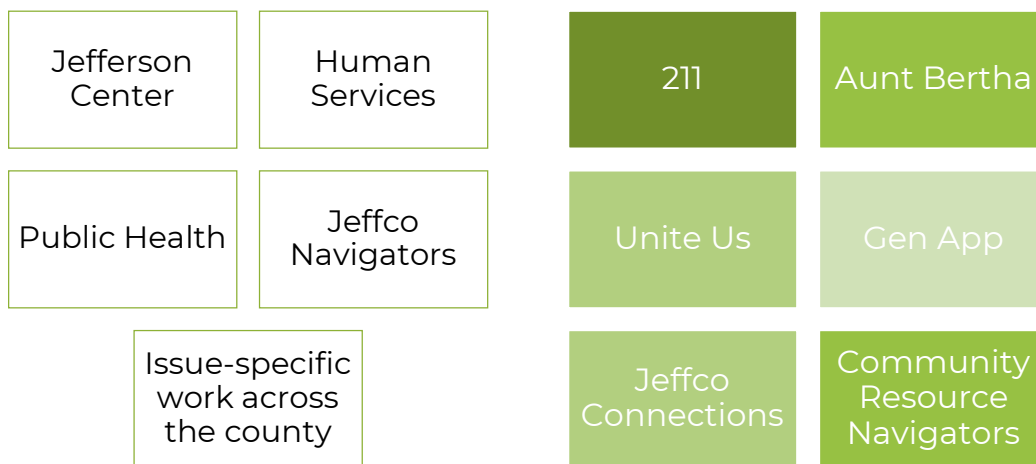 Jefferson
Center
Human
Services
211
Aunt Bertha
Public Health
Jeffco
Navigators
Unite Us
Gen App
Issue-specific
work across
the county
Jeffco
Connections
Community
Resource
Navigators